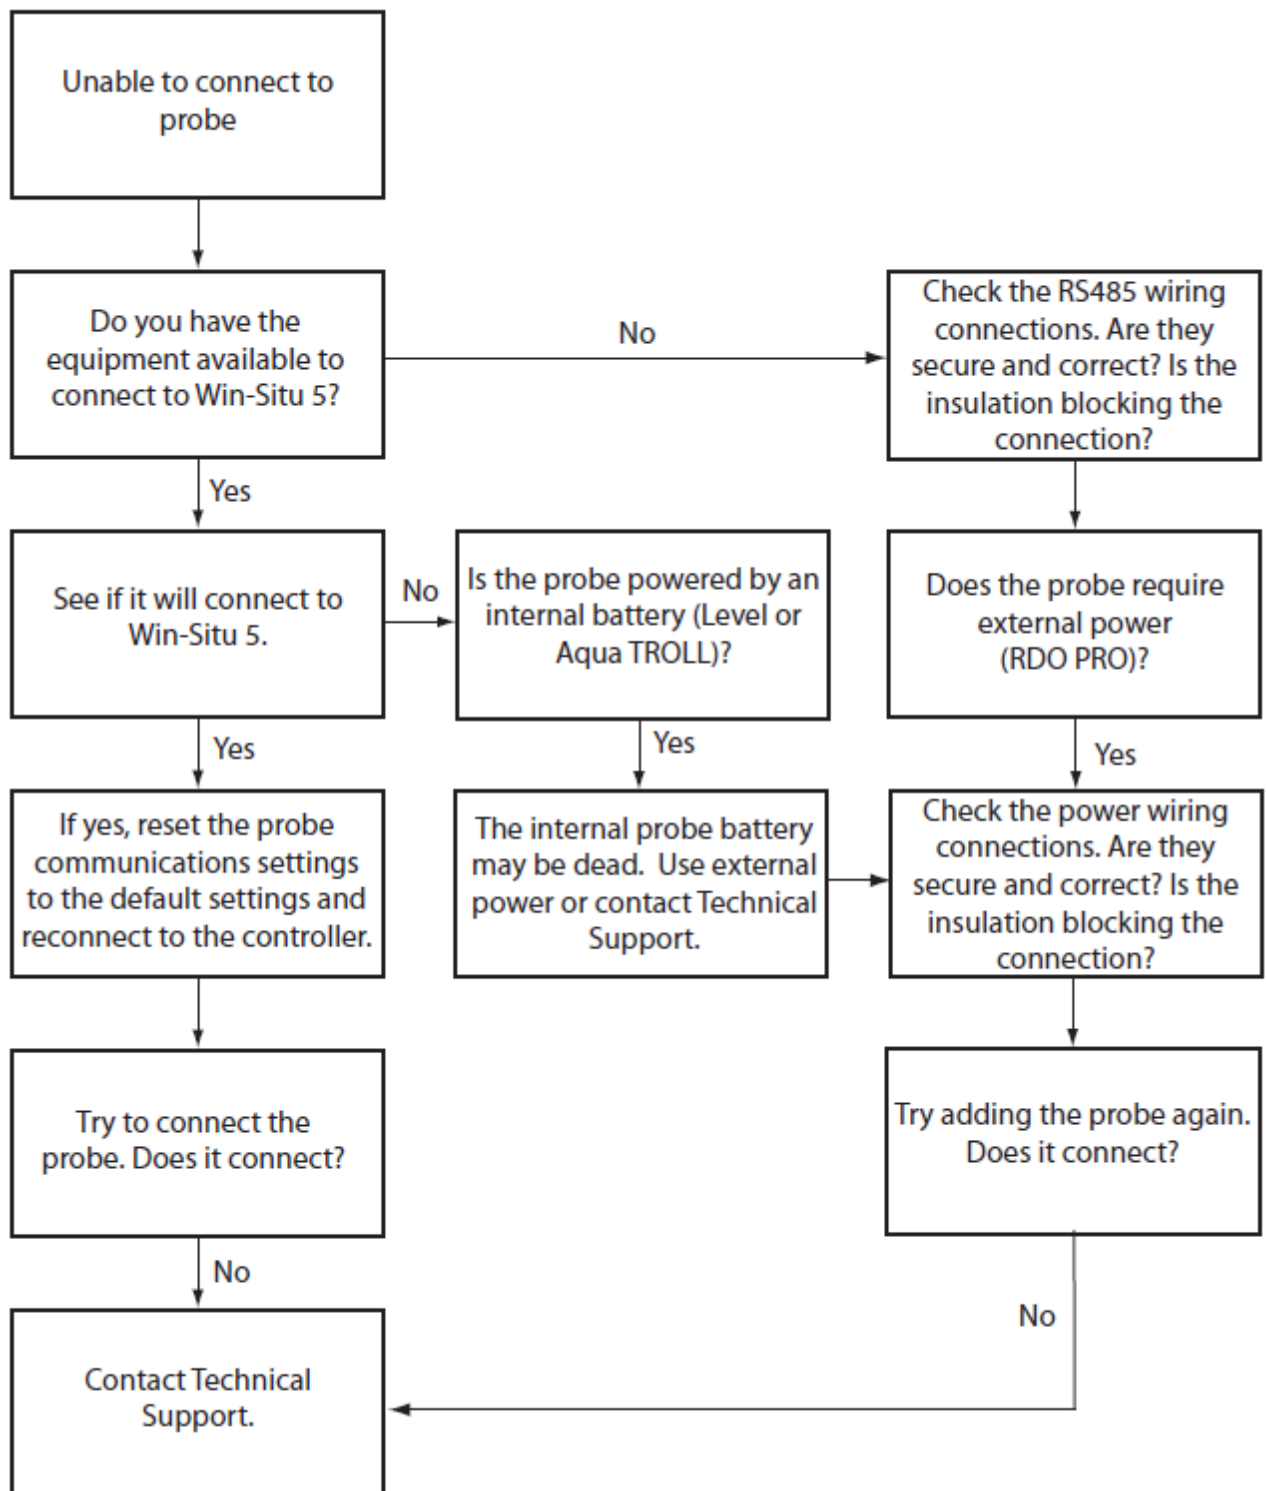 Unable to connect to
probe
Do you have the
equipment available to
connect to Win-Situ 5?
No
Check the RS485 wiring
connections. Are they
secure and correct? Is the
insulation blocking the
connection?
Yes
See if it will connect to
Win-Situ 5.
No
Is the probe powered by an
internal battery (Level or
Aqua TROLL)?
Does the probe require
external power
(RDO PRO)?
Yes
Yes
Yes
If yes, reset the probe
communications settings
to the default settings and
reconnect to the controller.
The internal probe battery
may be dead.  Use external
power or contact Technical
Support.
Check the power wiring
connections. Are they
secure and correct? Is the
insulation blocking the
connection?
Try to connect the
probe. Does it connect?
Try adding the probe again.
Does it connect?
No
No
Contact Technical
Support.